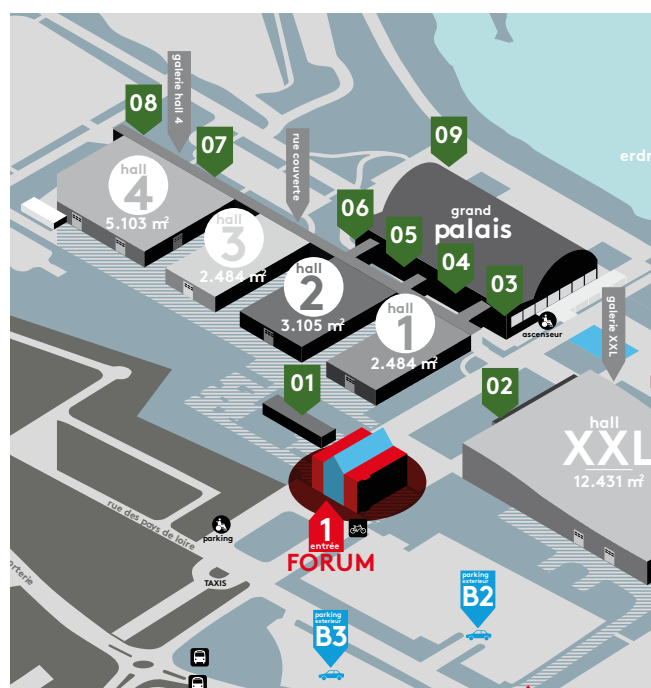 08
galerie hall 4
07
09
rue couverte
erdr
hall
4
5.103 m²
06
grand
palais
hall
3
2.484 m²
05
04
03
hall
2
3.105 m²
hall
1
2.484 m²
ascenseur
galerie XXL
01
02
hall
XXL
12.431 m²
rue des pays de loire
parking
1
entrée
FORUM
TAXIS
orterie
parking
exterieur
B2
parking
exterieur
B3